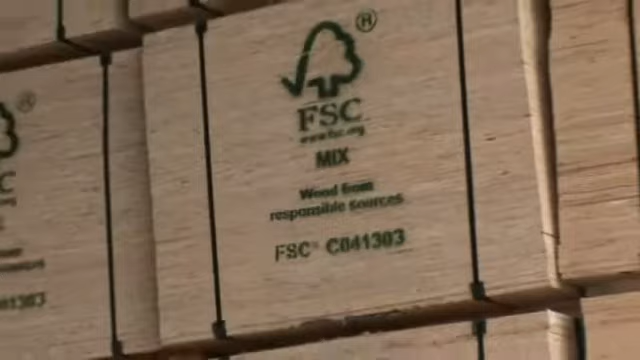 ®
FSC
www.fsc.org
MIX
Wood from
responsible sources
FSC® C041303